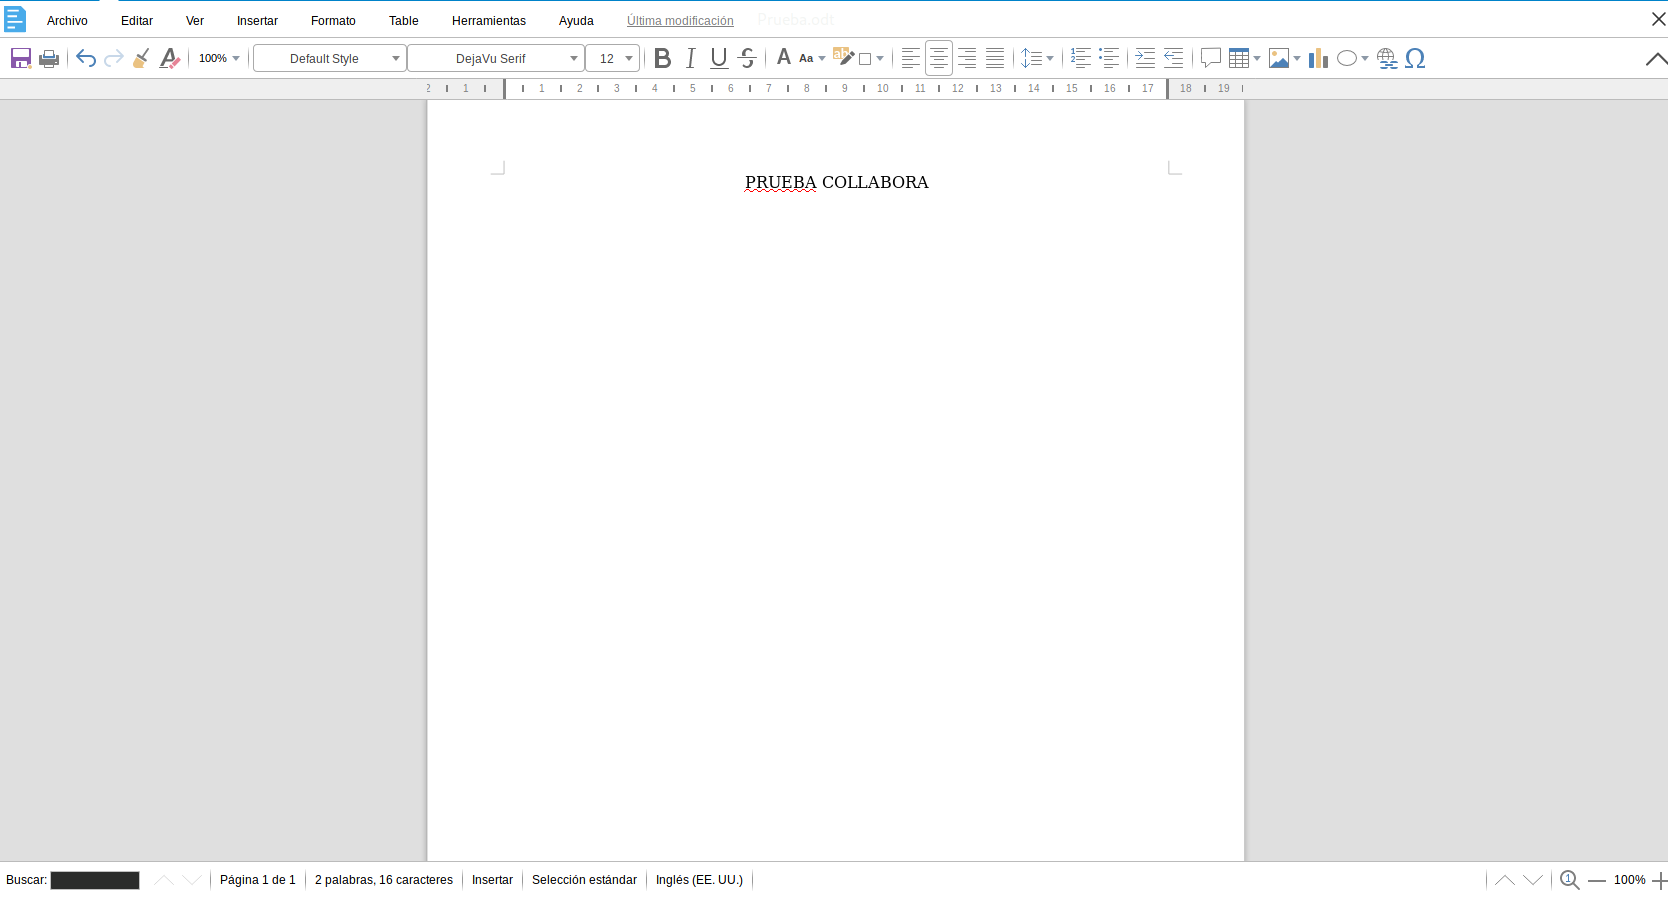 Archivo Editar Ver Insertar Formato Table Herramientas Ayuda Última modificación Prueba.odt
100% Default Style DejaVu Serif 12 B I U S A Aa ab
2 1 1 2 3 4 5 6 7 8 9 10 11 12 13 14 15 16 17 18 19
PRUEBA COLLABORA
Buscar: Página 1 de 1 2 palabras, 16 caracteres Insertar Selección estándar Inglés (EE. UU.) 1 100%